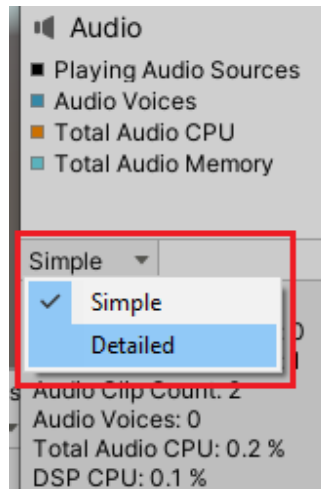 Audio
Playing Audio Sources
Audio Voices
Total Audio CPU
Total Audio Memory
Simple
Simple
Detailed
Audio Clip Count: 2
Audio Voices: 0
Total Audio CPU: 0.2 %
DSP CPU: 0.1 %